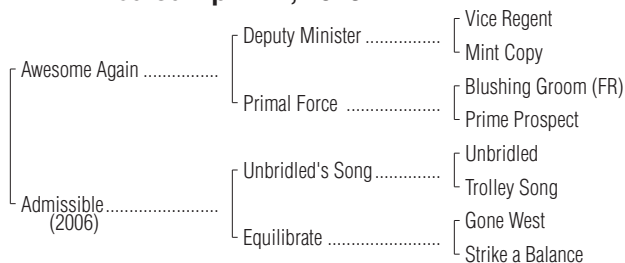 Vice Regent
Deputy Minister ................
Mint Copy
Awesome Again ................
Blushing Groom (FR)
Primal Force ....................
Prime Prospect
Unbridled
Unbridled's Song..............
Trolley Song
Admissible........................
(2006)
Gone West
Equilibrate ........................
Strike a Balance